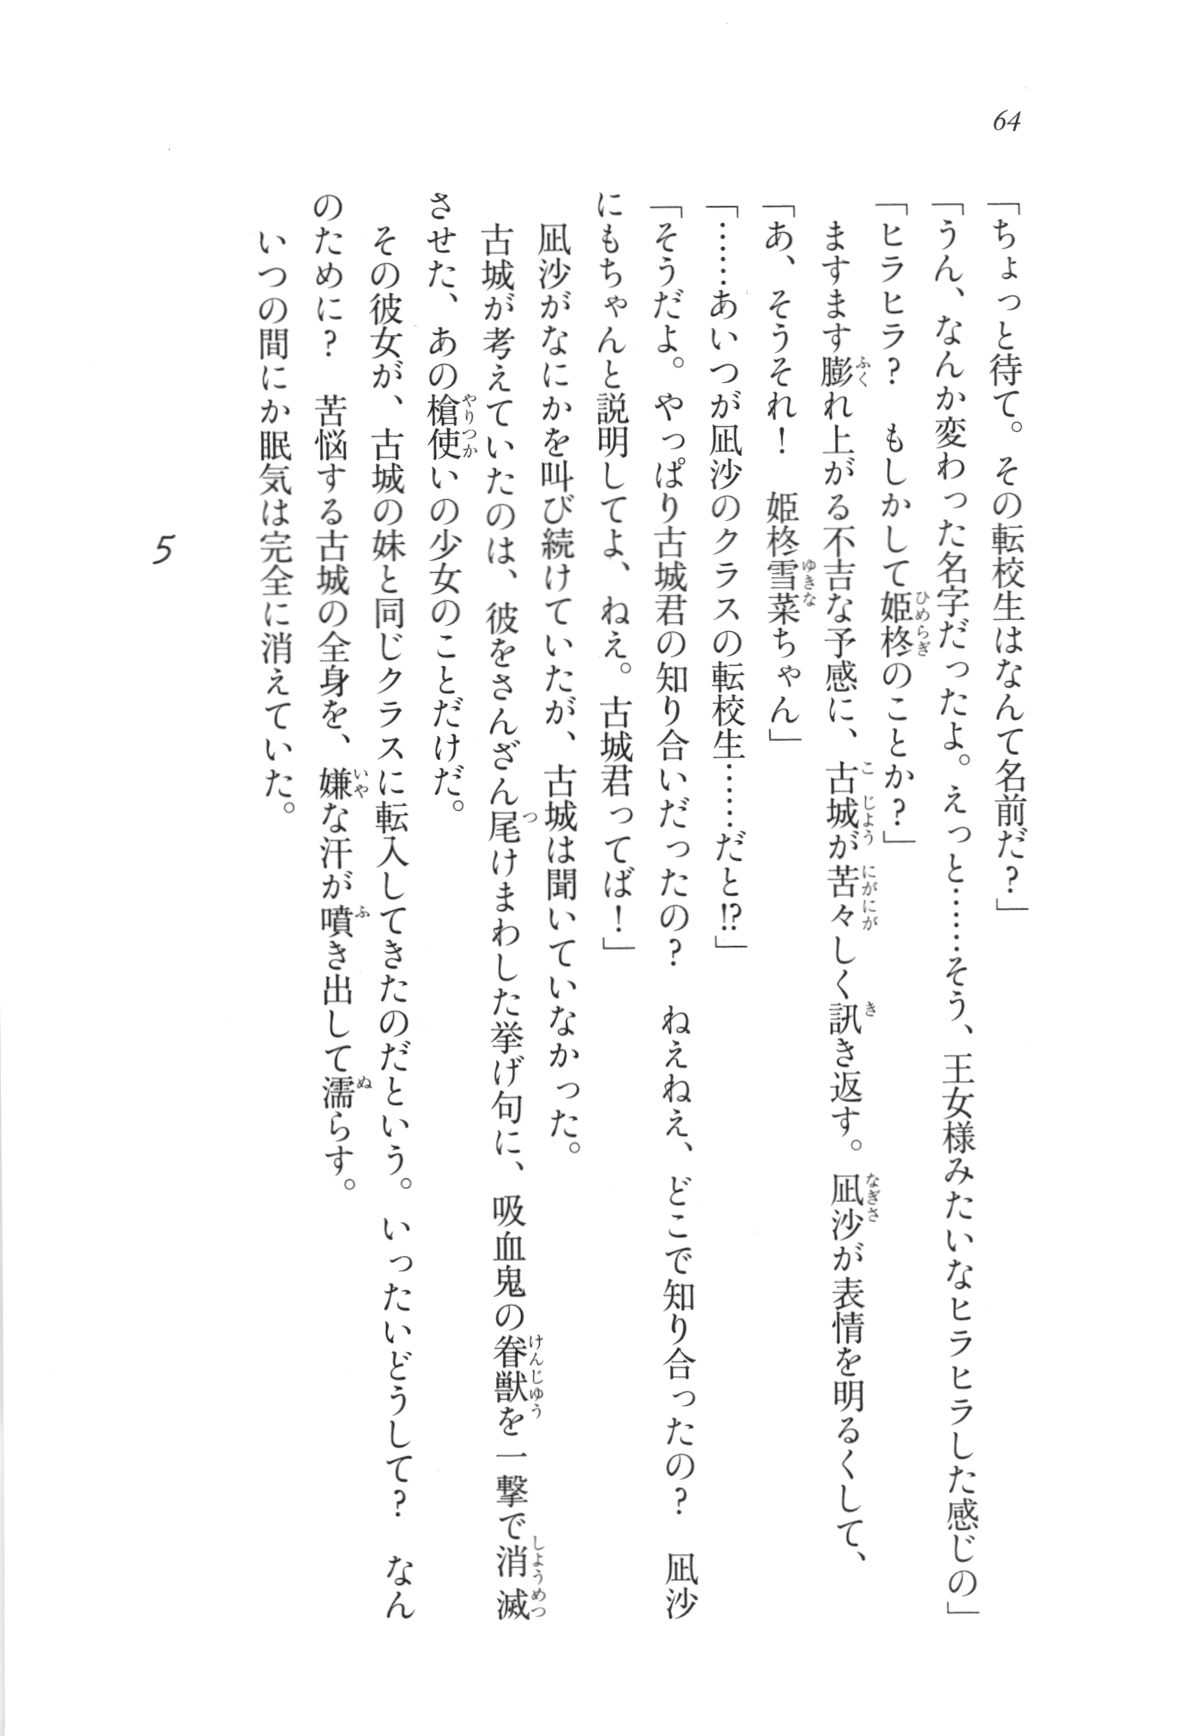 64
「ちょっと待て。その転校生はなんて名前だ？」
「うん、なんか変わった名字だったよ。えっと……そう、王女様みたいなヒラヒラした感じの」
「ヒラヒラ？　もしかして姫柊のことか？」
ますます膨れ上がる不吉な予感に、古城が苦々しく訊き返す。凪沙が表情を明るくして、
「あ、そうそれ！　姫柊雪菜ちゃん」
「……あいつが凪沙のクラスの転校生……だと!?」
「そうだよ。やっぱり古城君の知り合いだったの？　ねえねえ、どこで知り合ったの？　凪沙
にもちゃんと説明してよ、ねえ。古城君ってば！」
凪沙がなにかを叫び続けていたが、古城は聞いていなかった。
古城が考えていたのは、彼をさんざん尾けまわした挙げ句に、吸血鬼の眷獣を一撃で消滅
させた、あの槍使いの少女のことだけだ。
その彼女が、古城の妹と同じクラスに転入してきたのだという。いったいどうして？　なん
のために？　苦悩する古城の全身を、嫌な汗が噴き出して濡らす。
いつの間にか眠気は完全に消えていた。
5